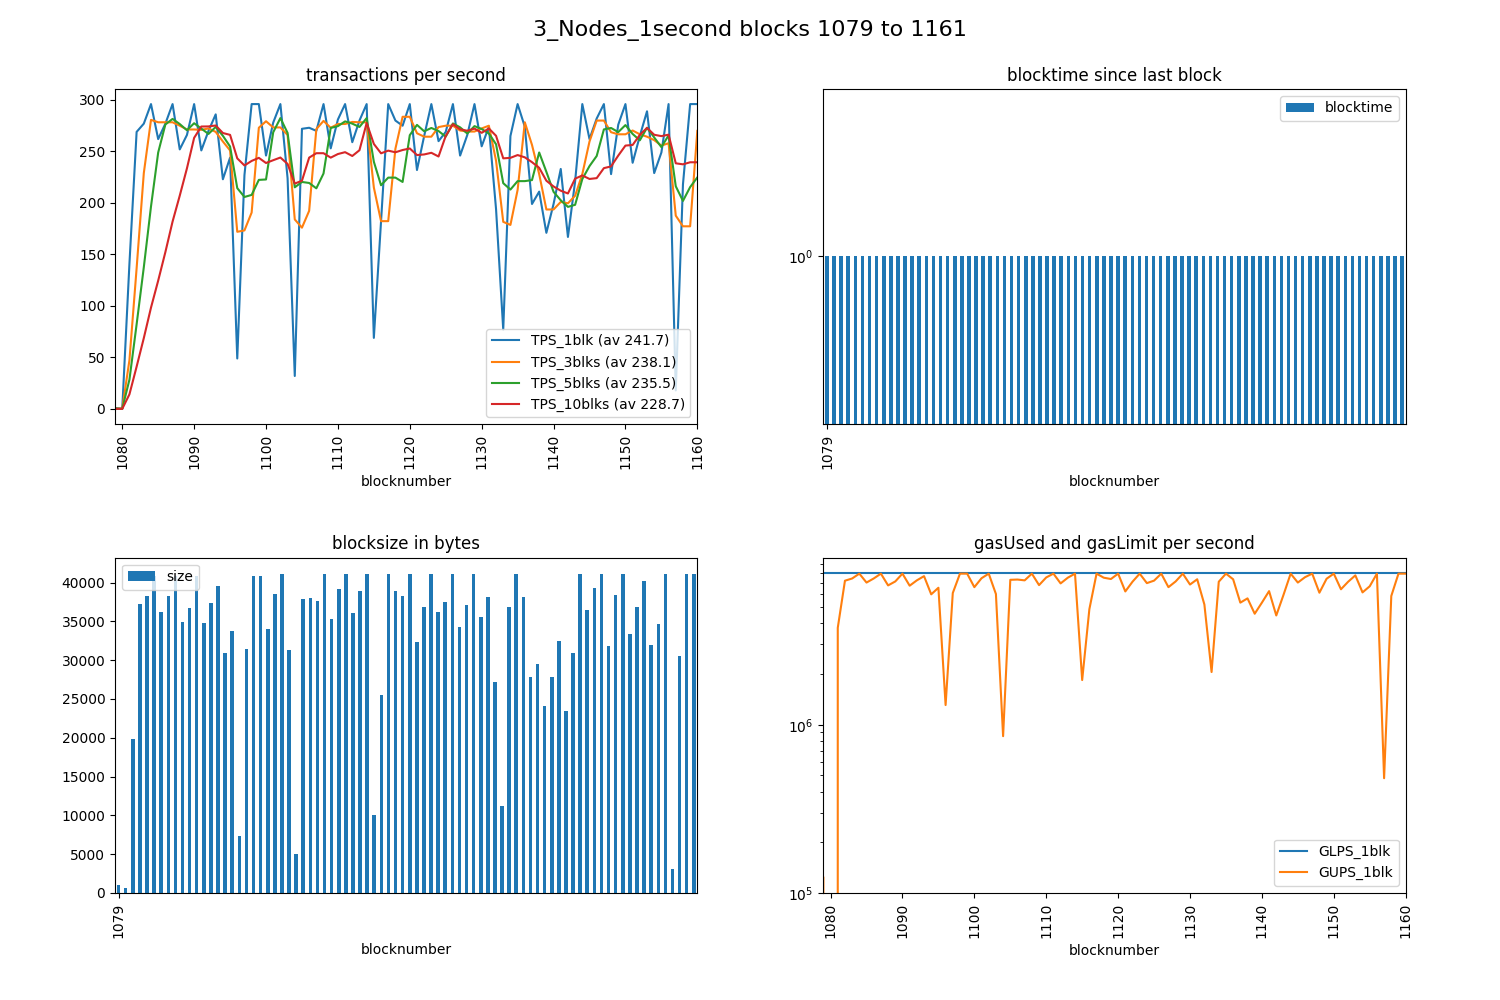 3_Nodes_1second blocks 1079 to 1161
transactions per second
300
250
200
150
100
50
0
TPS_1blk (av 241.7)
TPS_3blks (av 238.1)
TPS_5blks (av 235.5)
TPS_10blks (av 228.7)
1080 1090 1100 1110 1120 1130 1140 1150 1160
blocknumber
blocktime since last block
blocktime
10^0
1079
blocknumber
blocksize in bytes
size
40000
35000
30000
25000
20000
15000
10000
5000
0
1079
blocknumber
gasUsed and gasLimit per second
10^6
10^5
GLPS_1blk
GUPS_1blk
1080 1090 1100 1110 1120 1130 1140 1150 1160
blocknumber